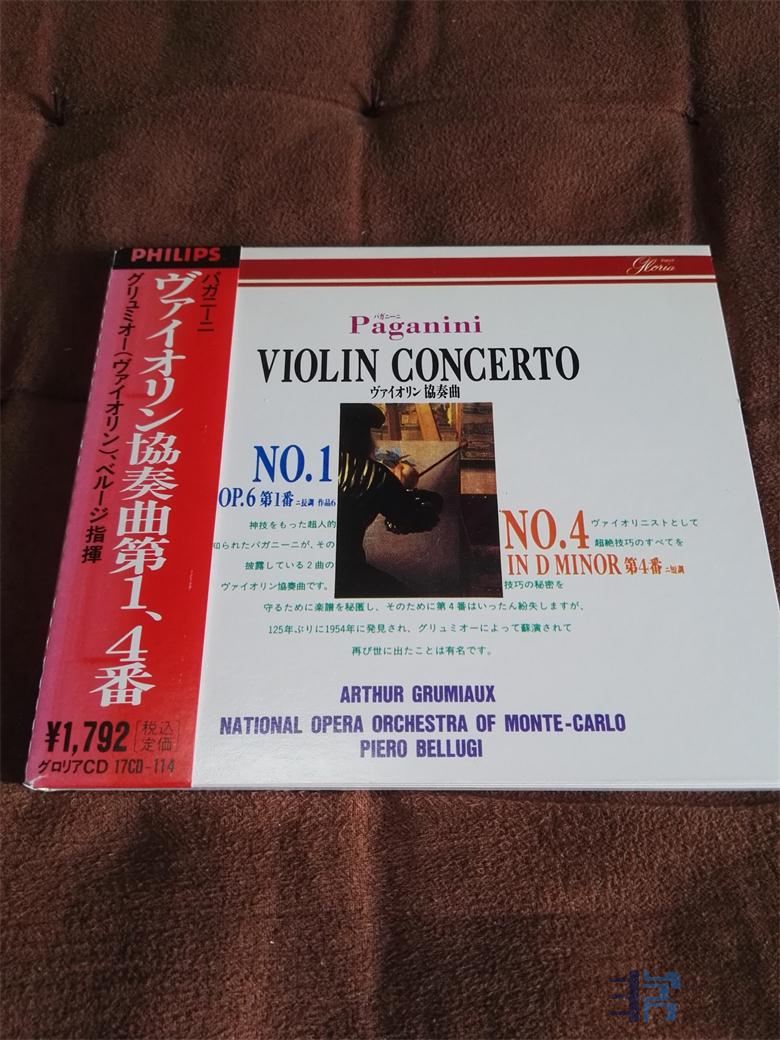 PHILIPS
パガニーニ
ヴァイオリン協奏曲第1、4番
グリュミオー(ヴァイオリン)、ベルージ指揮
¥1,792
税込
定価
グロリアCD 17CD-114
Gloria
パガニーニ
Paganini
VIOLIN CONCERTO
ヴァイオリン協奏曲
NO.1
OP.6 第1番 ニ長調 作品6
神技をもった超人的
知られたパガニーニが、その
披露している2曲の
ヴァイオリン協奏曲です。
NO.4
IN D MINOR 第4番 ニ短調
ヴァイオリニストとして
超絶技巧のすべてを
技巧の秘密を
守るために楽譜を秘匿し、そのために第4番はいったん紛失しますが、
125年ぶりに1954年に発見され、グリュミオーによって蘇演されて
再び世に出たことは有名です。
ARTHUR GRUMIAUX
NATIONAL OPERA ORCHESTRA OF MONTE-CARLO
PIERO BELLUGI